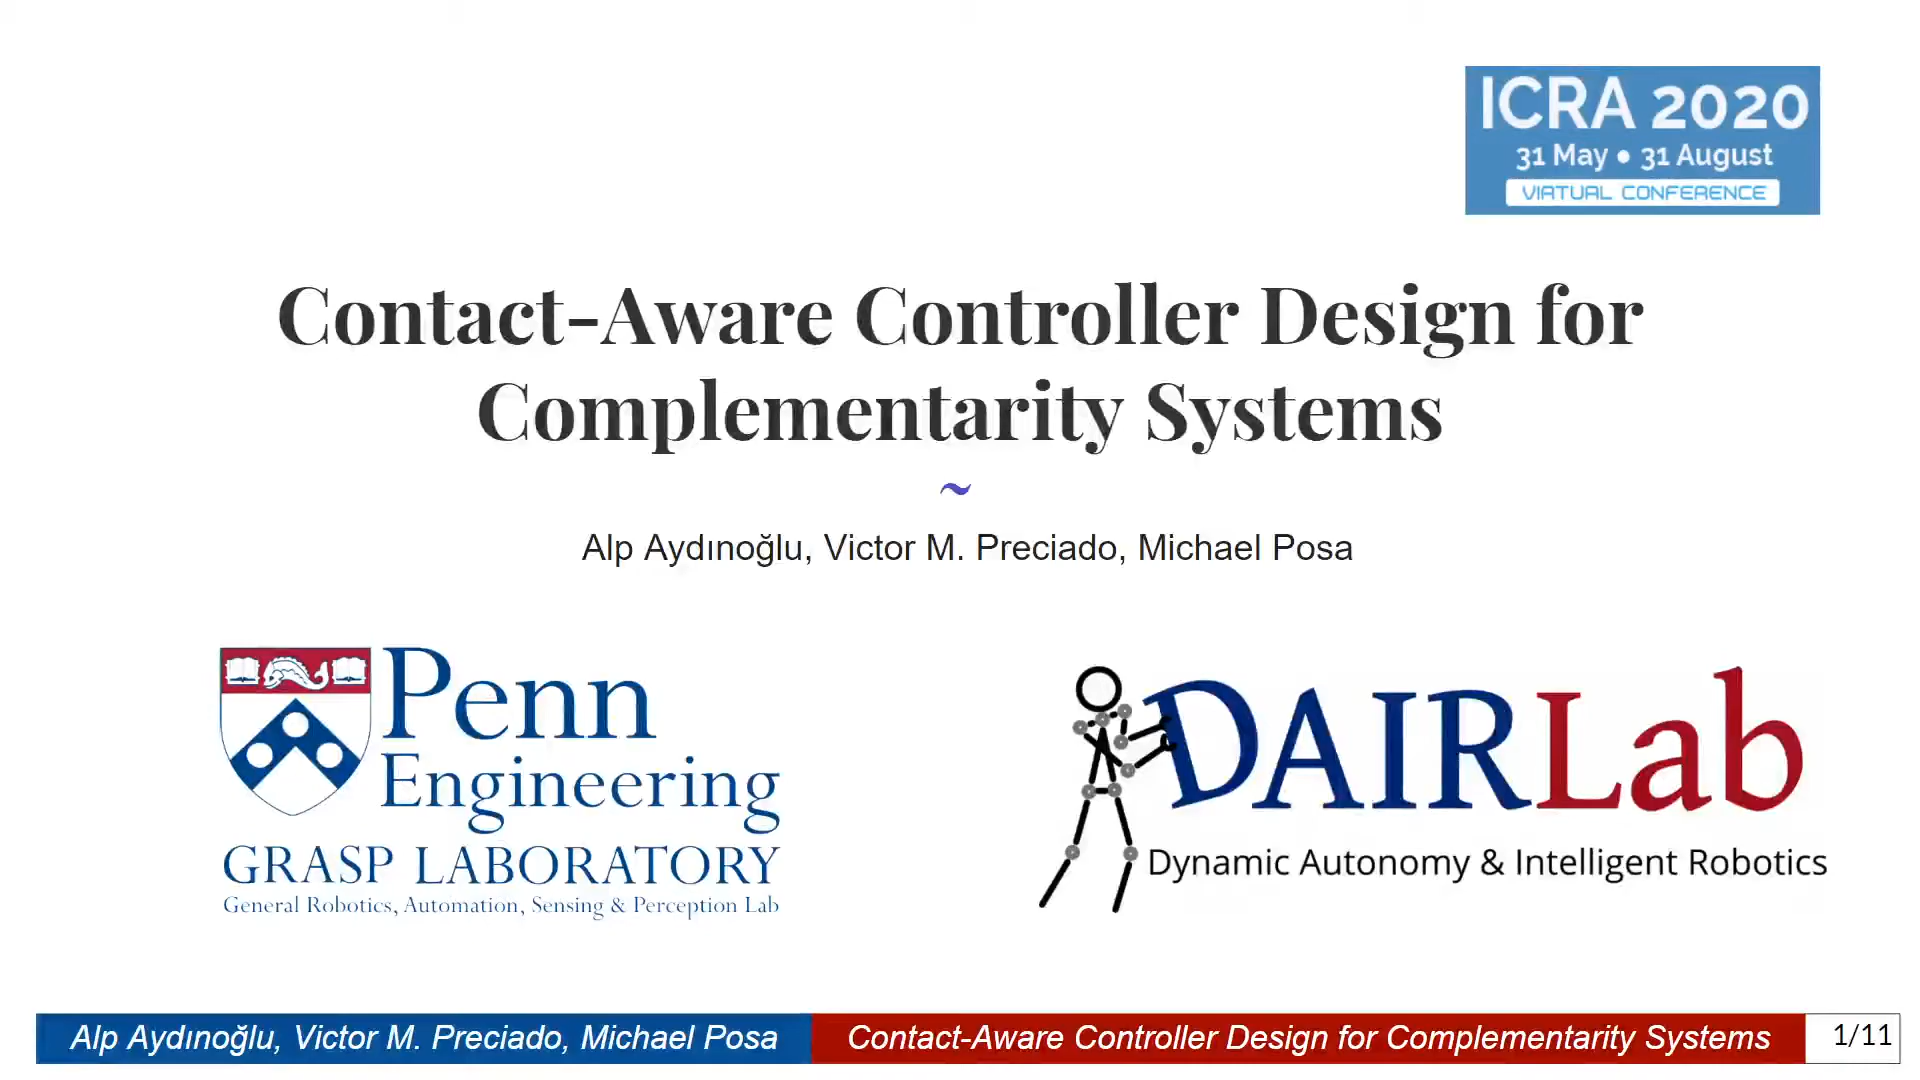 ICRA 2020
31 May • 31 August
VIRTUAL CONFERENCE
Contact-Aware Controller Design for
Complementarity Systems
~
Alp Aydınoğlu, Victor M. Preciado, Michael Posa
Penn
Engineering
GRASP LABORATORY
General Robotics, Automation, Sensing & Perception Lab
DAIRLab
Dynamic Autonomy & Intelligent Robotics
Alp Aydınoğlu, Victor M. Preciado, Michael Posa
Contact-Aware Controller Design for Complementarity Systems
1/11